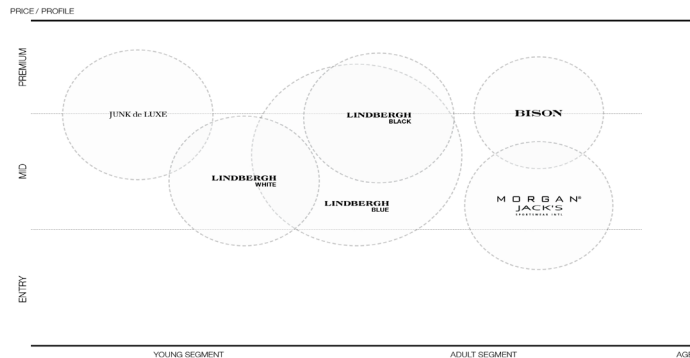 PRICE / PROFILE
PREMIUM
JUNK de LUXE
LINDBERGH
BLACK
BISON
MID
LINDBERGH
WHITE
LINDBERGH
BLUE
MORGAN®
JACK'S
ENTRY
YOUNG SEGMENT
ADULT SEGMENT